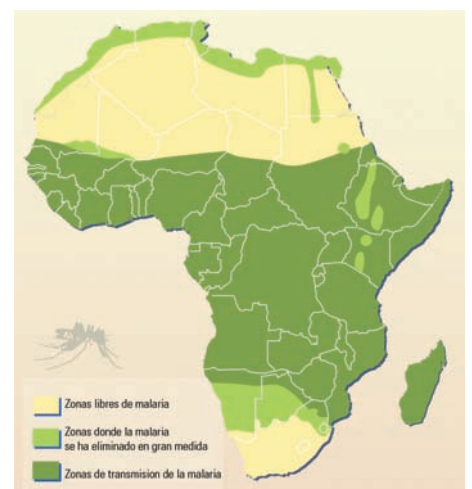 Zonas libres de malaria
Zonas donde la malaria
se ha eliminado en gran medida
Zonas de transmision de la malaria